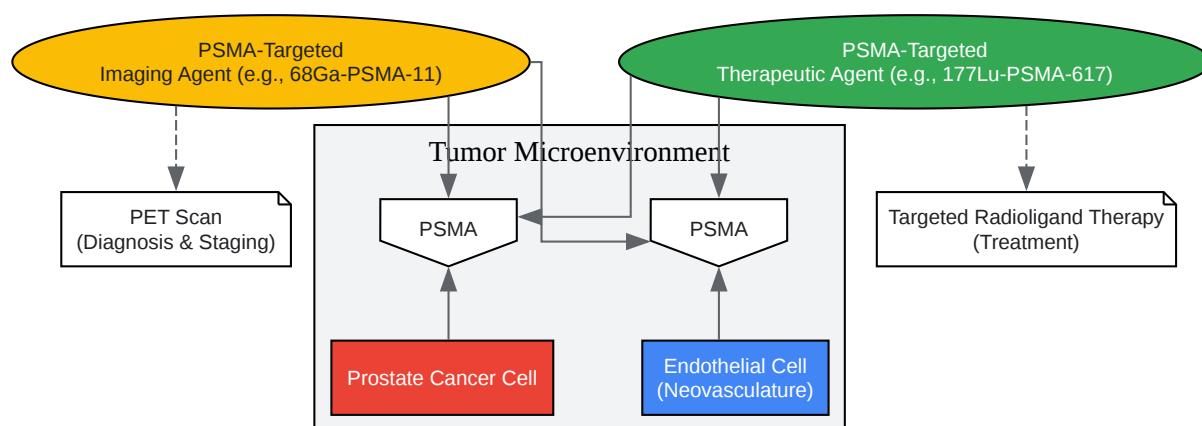 PSMA-Targeted
Imaging Agent (e.g., 68Ga-PSMA-11)
PSMA-Targeted
Therapeutic Agent (e.g., 177Lu-PSMA-617)
Tumor Microenvironment
PET Scan
(Diagnosis & Staging)
PSMA
PSMA
Targeted Radioligand Therapy
(Treatment)
Prostate Cancer Cell
Endothelial Cell
(Neovasculature)